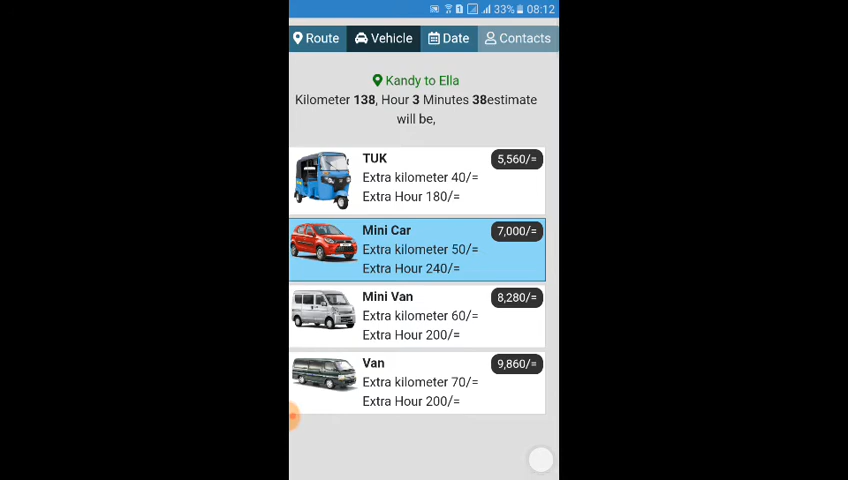 33% 08:12
Route Vehicle Date Contacts
Kandy to Ella
Kilometer 138, Hour 3 Minutes 38estimate
will be,
TUK 5,560/=
Extra kilometer 40/=
Extra Hour 180/=
Mini Car 7,000/=
Extra kilometer 50/=
Extra Hour 240/=
Mini Van 8,280/=
Extra kilometer 60/=
Extra Hour 200/=
Van 9,860/=
Extra kilometer 70/=
Extra Hour 200/=